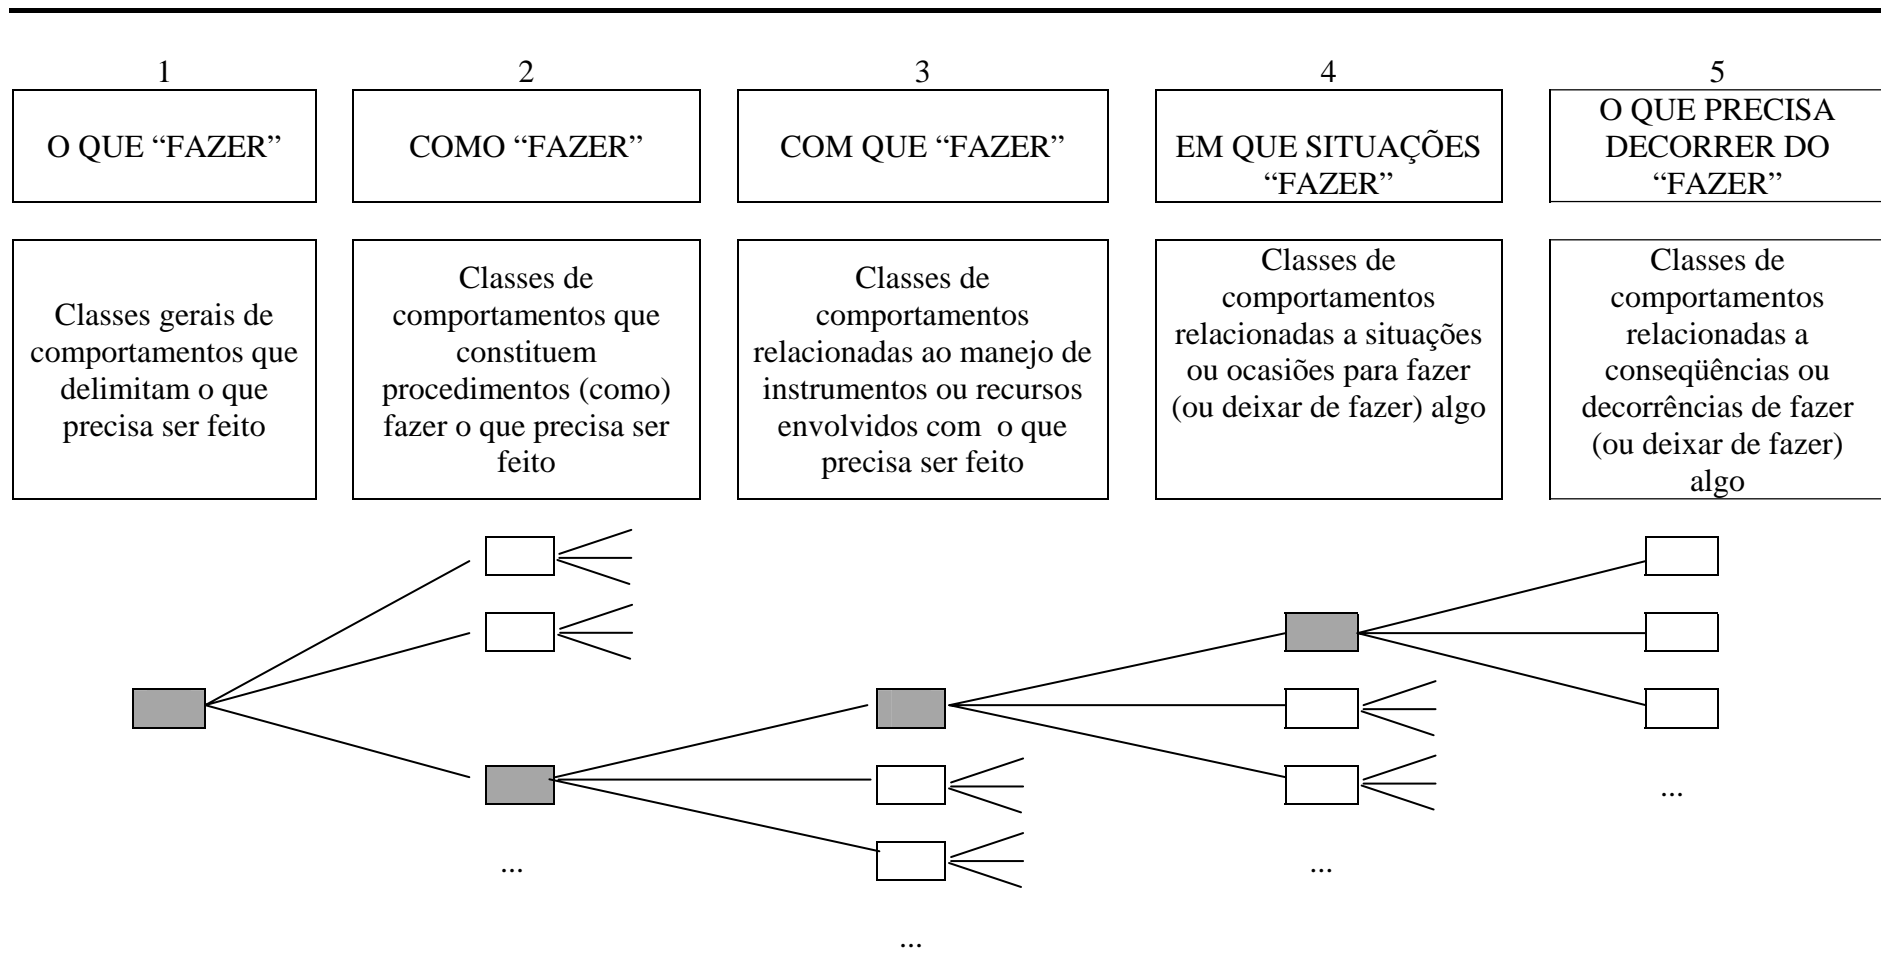 1
2
3
4
5
O QUE “FAZER”
COMO “FAZER”
COM QUE “FAZER”
EM QUE SITUAÇÕES
“FAZER”
O QUE PRECISA
DECORRER DO
“FAZER”
Classes gerais de
comportamentos que
delimitam o que
precisa ser feito
Classes de
comportamentos que
constituem
procedimentos (como)
fazer o que precisa ser
feito
Classes de
comportamentos
relacionadas ao manejo de
instrumentos ou recursos
envolvidos com o que
precisa ser feito
Classes de
comportamentos
relacionadas a situações
ou ocasiões para fazer
(ou deixar de fazer) algo
Classes de
comportamentos
relacionadas a
conseqüências ou
decorrências de fazer
(ou deixar de fazer)
algo
...
...
...
...